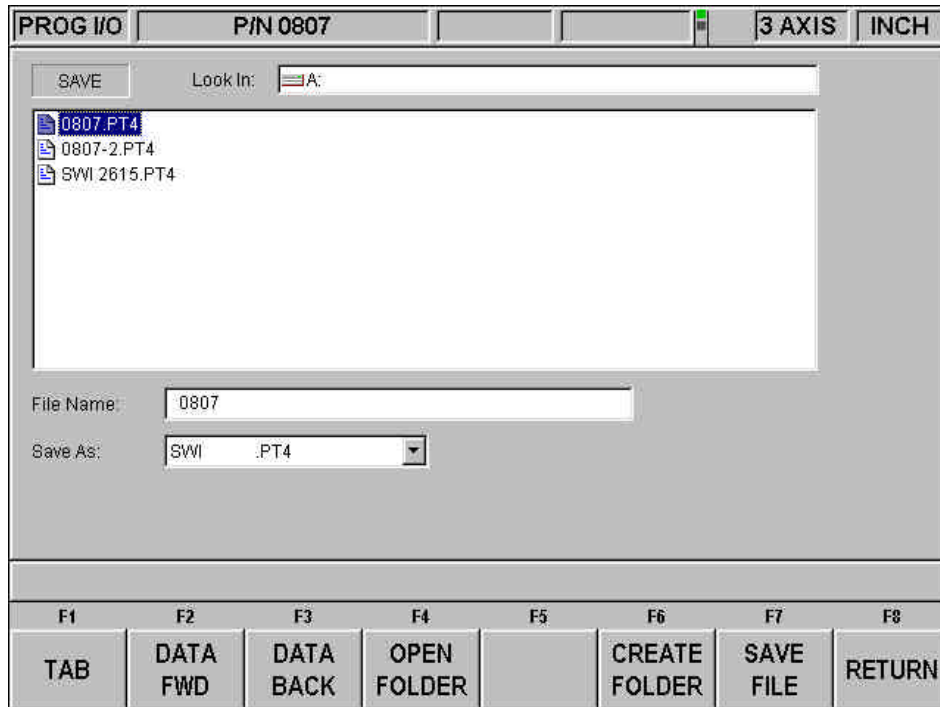 PROG I/O P/N 0807 3 AXIS INCH
SAVE Look In: A:
0807.PT4
0807-2.PT4
SWI 2615.PT4
File Name: 0807
Save As: SWI .PT4
F1 F2 F3 F4 F5 F6 F7 F8
TAB DATA FWD DATA BACK OPEN FOLDER CREATE FOLDER SAVE FILE RETURN